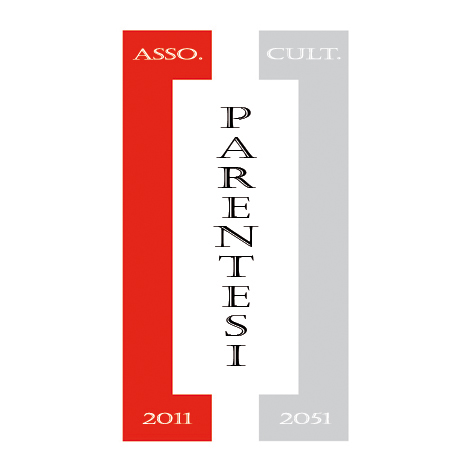 ASSO. CULT.
PARENTESI
2011 2051